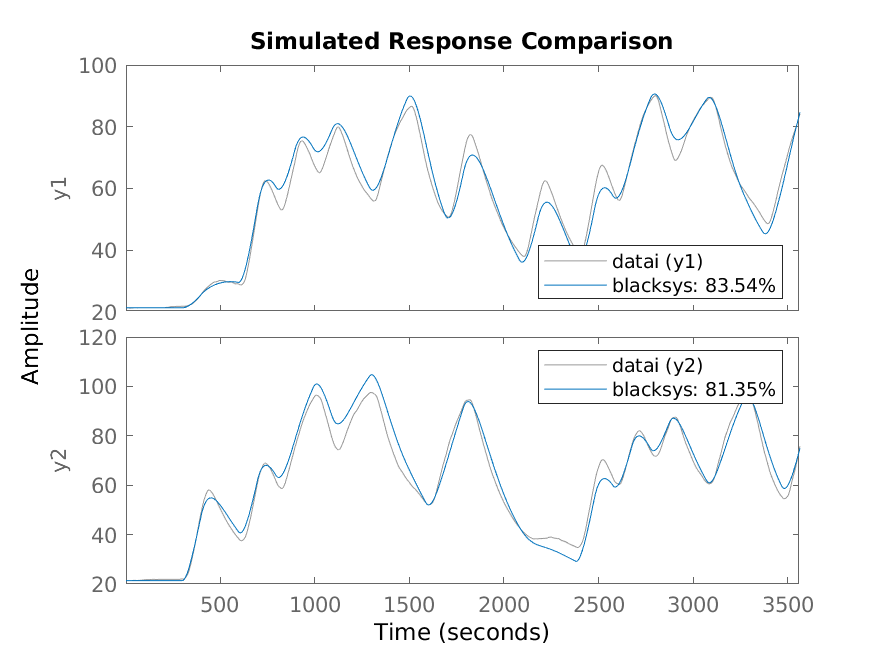 Simulated Response Comparison
100
80
60
40
20
y1
datai (y1)
blacksys: 83.54%
Amplitude
120
100
80
60
40
20
y2
datai (y2)
blacksys: 81.35%
500 1000 1500 2000 2500 3000 3500
Time (seconds)